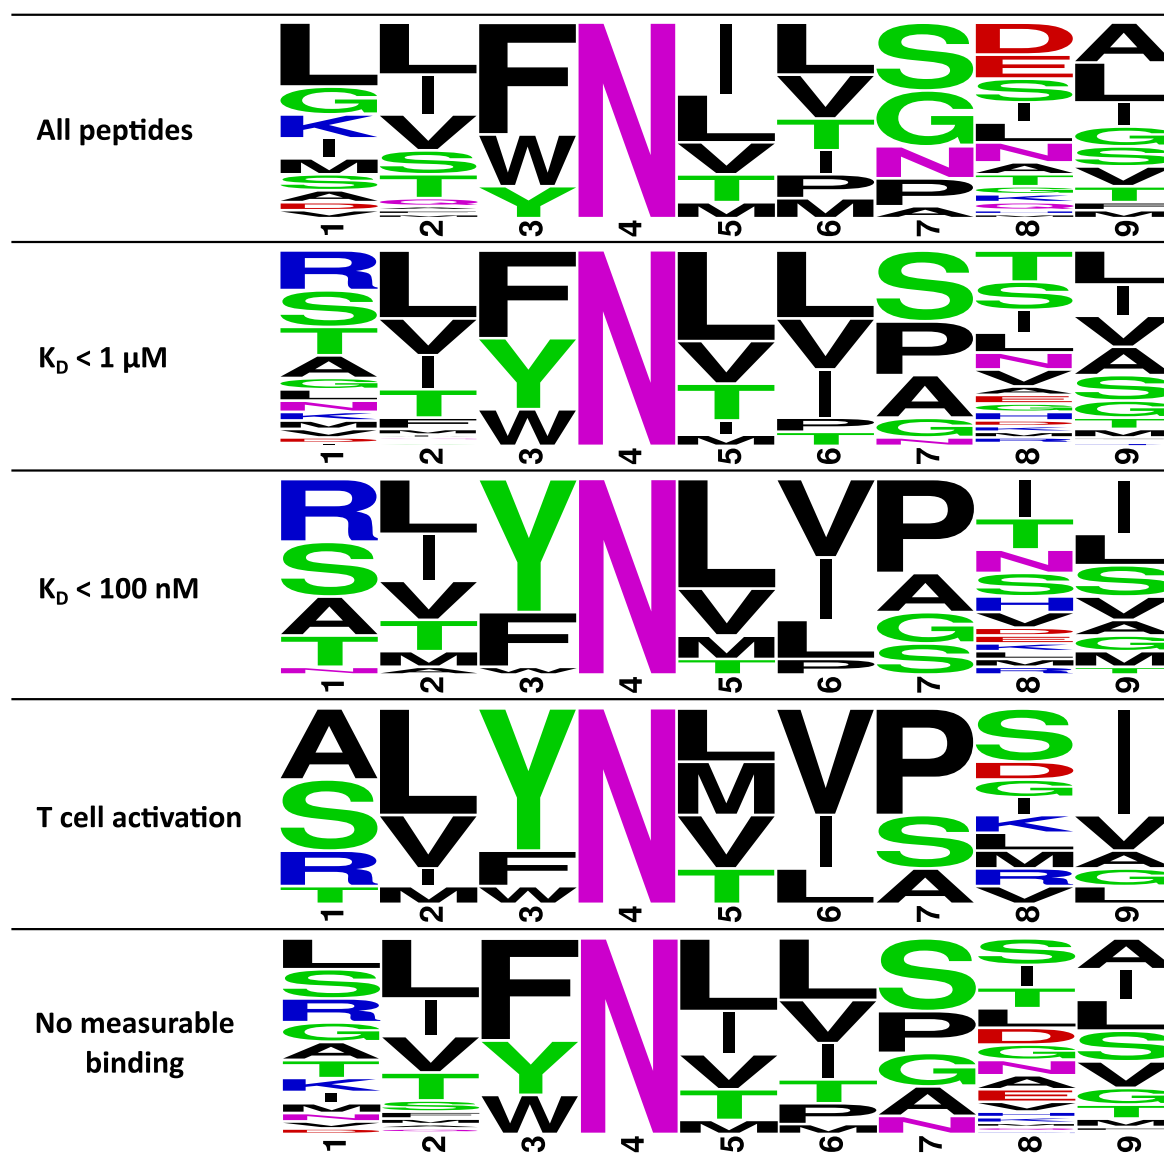 All peptides
L G K I M S A D V
L I V S T Q
F W Y
N
I L V T M
L V T I P M
S G N P A
D E S I L N A T G K Q
A L I G S V T F M
1 2 3 4 5 6 7 8 9
K_D < 1 μM
R S T A G L N K M V D I
L V I T F M
F Y W
N
L V T I M
L V I P T
S P A G N
T S I L N V A E G H D K M R
L I V A S G T M
1 2 3 4 5 6 7 8 9
K_D < 100 nM
R S A T N
L I V T M A
Y F W
N
L V M T
V I L P
P A G S
I T N S H V D E K L M R
I L S V A G M T
1 2 3 4 5 6 7 8 9
T cell activation
A S R T
L V I M
Y F W
N
L M V T
V I L
P S A
S D G I K L M R V
I V A G L
1 2 3 4 5 6 7 8 9
No measurable
binding
L S R G A T K I M N V D
L I V T S F M
F Y W
N
L I V T M
L V I T P M
S P G A N
S I T L D G N A E V
A I L S V G T M
1 2 3 4 5 6 7 8 9